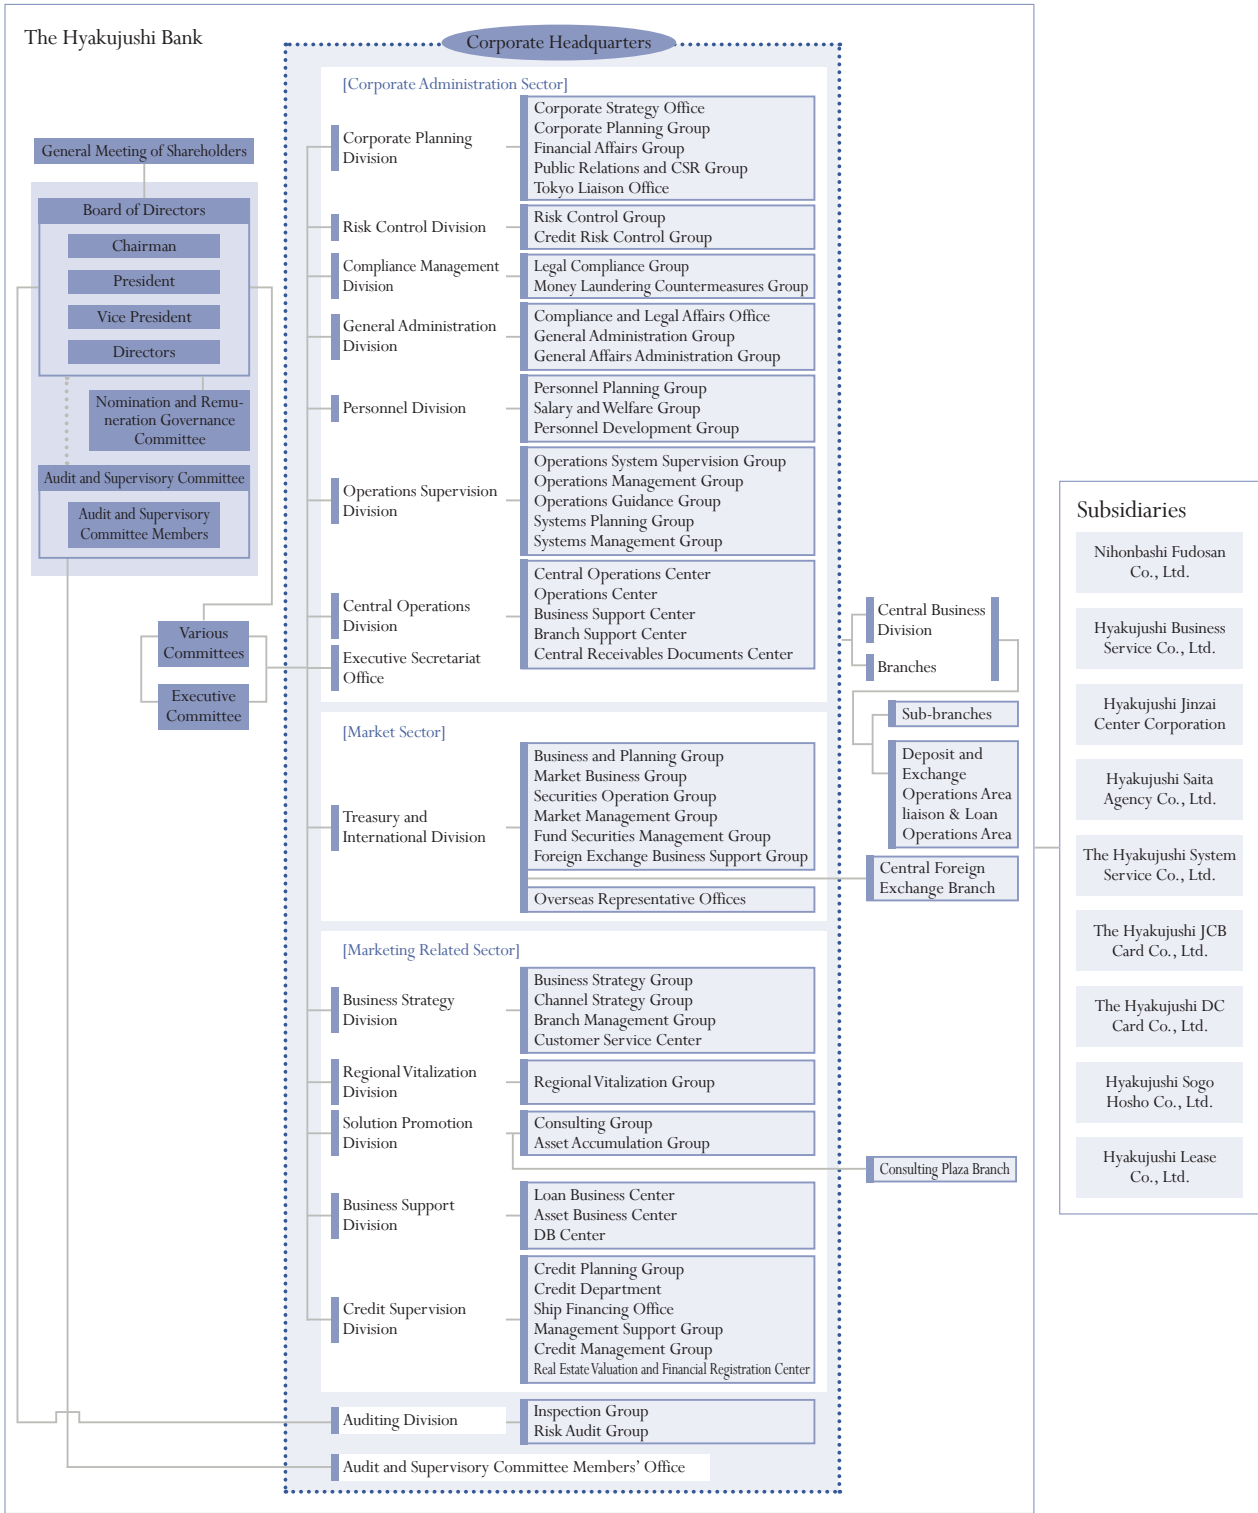 The Hyakujushi Bank
Corporate Headquarters
General Meeting of Shareholders
Board of Directors
Chairman
President
Vice President
Directors
Nomination and Remu-
neration Governance
Committee
Audit and Supervisory Committee
Audit and Supervisory
Committee Members
Various
Committees
Executive
Committee
[Corporate Administration Sector]
Corporate Planning
Division
Corporate Strategy Office
Corporate Planning Group
Financial Affairs Group
Public Relations and CSR Group
Tokyo Liaison Office
Risk Control Division
Risk Control Group
Credit Risk Control Group
Compliance Management
Division
Legal Compliance Group
Money Laundering Countermeasures Group
General Administration
Division
Compliance and Legal Affairs Office
General Administration Group
General Affairs Administration Group
Personnel Division
Personnel Planning Group
Salary and Welfare Group
Personnel Development Group
Operations Supervision
Division
Operations System Supervision Group
Operations Management Group
Operations Guidance Group
Systems Planning Group
Systems Management Group
Central Operations
Division
Central Operations Center
Operations Center
Business Support Center
Branch Support Center
Central Receivables Documents Center
Executive Secretariat
Office
[Market Sector]
Treasury and
International Division
Business and Planning Group
Market Business Group
Securities Operation Group
Market Management Group
Fund Securities Management Group
Foreign Exchange Business Support Group
Overseas Representative Offices
[Marketing Related Sector]
Business Strategy
Division
Business Strategy Group
Channel Strategy Group
Branch Management Group
Customer Service Center
Regional Vitalization
Division
Regional Vitalization Group
Solution Promotion
Division
Consulting Group
Asset Accumulation Group
Business Support
Division
Loan Business Center
Asset Business Center
DB Center
Credit Supervision
Division
Credit Planning Group
Credit Department
Ship Financing Office
Management Support Group
Credit Management Group
Real Estate Valuation and Financial Registration Center
Auditing Division
Inspection Group
Risk Audit Group
Audit and Supervisory Committee Members' Office
Central Business
Division
Branches
Sub-branches
Deposit and
Exchange
Operations Area
liaison & Loan
Operations Area
Central Foreign
Exchange Branch
Consulting Plaza Branch
Subsidiaries
Nihonbashi Fudosan
Co., Ltd.
Hyakujushi Business
Service Co., Ltd.
Hyakujushi Jinzai
Center Corporation
Hyakujushi Saita
Agency Co., Ltd.
The Hyakujushi System
Service Co., Ltd.
The Hyakujushi JCB
Card Co., Ltd.
The Hyakujushi DC
Card Co., Ltd.
Hyakujushi Sogo
Hosho Co., Ltd.
Hyakujushi Lease
Co., Ltd.